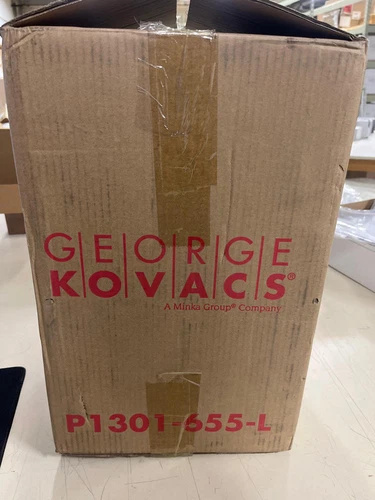 GEORGE
KOVACS®
A Minka Group® Company
P1301-655-L